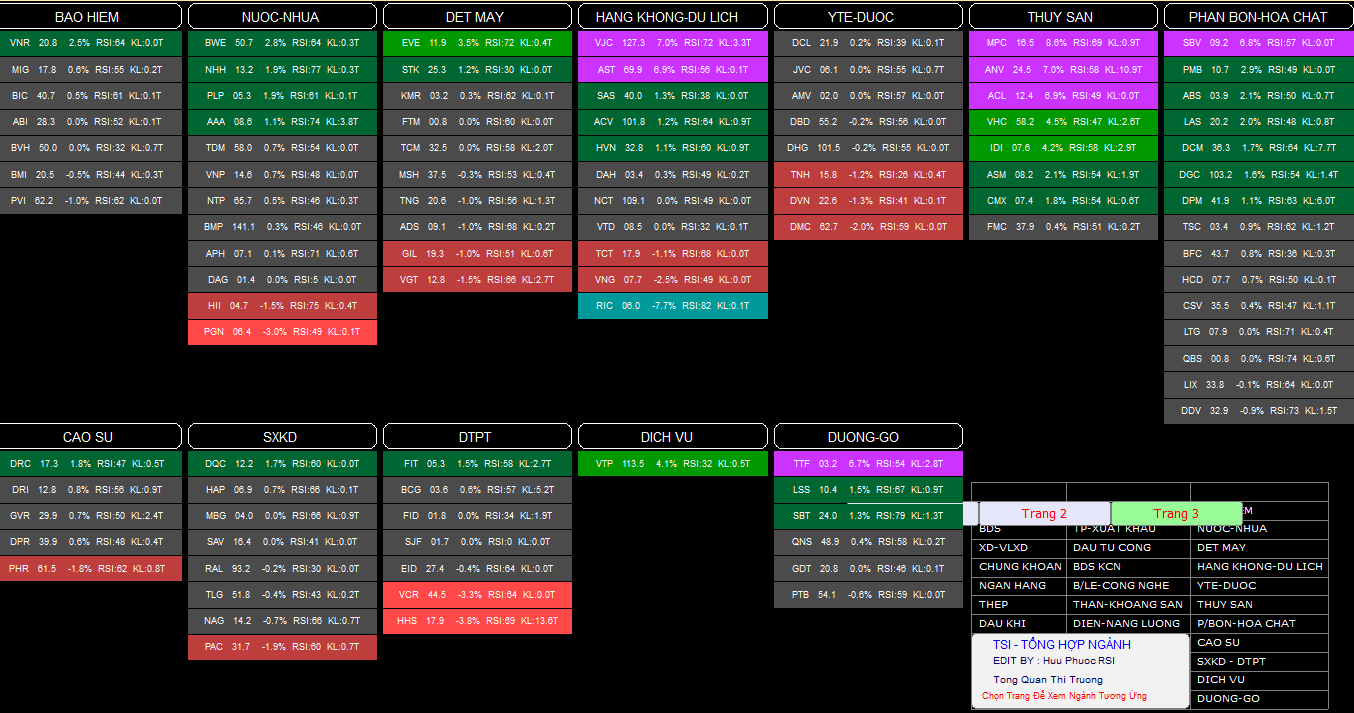 BAO HIEM
VNR 20.8 2.5% RSI:64 KL:0.0T
MIG 17.8 0.6% RSI:55 KL:0.2T
BIC 40.7 0.5% RSI:61 KL:0.1T
ABI 28.3 0.0% RSI:52 KL:0.1T
BVH 50.0 0.0% RSI:32 KL:0.7T
BMI 20.5 -0.5% RSI:44 KL:0.3T
PVI 62.2 -1.0% RSI:62 KL:0.0T
NUOC-NHUA
BWE 50.7 2.8% RSI:64 KL:0.3T
NHH 13.2 1.9% RSI:77 KL:0.3T
PLP 05.3 1.9% RSI:61 KL:0.1T
AAA 08.6 1.1% RSI:74 KL:3.8T
TDM 58.0 0.7% RSI:54 KL:0.0T
VNP 14.6 0.7% RSI:48 KL:0.0T
NTP 65.7 0.5% RSI:46 KL:0.3T
BMP 141.1 0.3% RSI:46 KL:0.0T
APH 07.1 0.1% RSI:71 KL:0.6T
DAG 01.4 0.0% RSI:5 KL:0.0T
HII 04.7 -1.5% RSI:75 KL:0.4T
PGN 06.4 -3.0% RSI:49 KL:0.1T
DET MAY
EVE 11.9 3.5% RSI:72 KL:0.4T
STK 25.3 1.2% RSI:30 KL:0.0T
KMR 03.2 0.3% RSI:62 KL:0.1T
FTM 00.8 0.0% RSI:60 KL:0.0T
TCM 32.5 0.0% RSI:58 KL:2.0T
MSH 37.5 -0.3% RSI:53 KL:0.4T
TNG 20.6 -1.0% RSI:56 KL:1.3T
ADS 09.1 -1.0% RSI:68 KL:0.2T
GIL 19.3 -1.0% RSI:51 KL:0.6T
VGT 12.8 -1.5% RSI:66 KL:2.7T
HANG KHONG-DU LICH
VJC 127.3 7.0% RSI:72 KL:3.3T
AST 69.9 6.9% RSI:56 KL:0.1T
SAS 40.0 1.3% RSI:38 KL:0.0T
ACV 101.8 1.2% RSI:64 KL:0.9T
HVN 32.8 1.1% RSI:60 KL:0.9T
DAH 03.4 0.3% RSI:49 KL:0.2T
NCT 109.1 0.0% RSI:49 KL:0.0T
VTD 08.5 0.0% RSI:32 KL:0.1T
TCT 17.9 -1.1% RSI:68 KL:0.0T
VNG 07.7 -2.5% RSI:49 KL:0.0T
RIC 06.0 -7.7% RSI:82 KL:0.1T
YTE-DUOC
DCL 21.9 0.2% RSI:39 KL:0.1T
JVC 06.1 0.0% RSI:55 KL:0.7T
AMV 02.0 0.0% RSI:57 KL:0.0T
DBD 55.2 -0.2% RSI:56 KL:0.0T
DHG 101.5 -0.2% RSI:55 KL:0.0T
TNH 15.8 -1.2% RSI:26 KL:0.4T
DVN 22.6 -1.3% RSI:41 KL:0.1T
DMC 62.7 -2.0% RSI:59 KL:0.0T
THUY SAN
MPC 16.5 8.6% RSI:69 KL:0.9T
ANV 24.5 7.0% RSI:58 KL:10.9T
ACL 12.4 6.9% RSI:49 KL:0.0T
VHC 58.2 4.5% RSI:47 KL:2.6T
IDI 07.6 4.2% RSI:58 KL:2.9T
ASM 08.2 2.1% RSI:54 KL:1.9T
CMX 07.4 1.8% RSI:54 KL:0.6T
FMC 37.9 0.4% RSI:51 KL:0.2T
PHAN BON-HOA CHAT
SBV 09.2 6.8% RSI:57 KL:0.0T
PMB 10.7 2.9% RSI:49 KL:0.0T
ABS 03.9 2.1% RSI:50 KL:0.7T
LAS 20.2 2.0% RSI:48 KL:0.8T
DCM 36.3 1.7% RSI:64 KL:7.7T
DGC 103.2 1.6% RSI:54 KL:1.4T
DPM 41.9 1.1% RSI:63 KL:6.0T
TSC 03.4 0.9% RSI:62 KL:1.2T
BFC 43.7 0.8% RSI:36 KL:0.3T
HCD 07.7 0.7% RSI:50 KL:0.1T
CSV 35.5 0.4% RSI:47 KL:1.1T
LTG 07.9 0.0% RSI:71 KL:0.4T
QBS 00.8 0.0% RSI:74 KL:0.6T
LIX 33.8 -0.1% RSI:64 KL:0.0T
DDV 32.9 -0.9% RSI:73 KL:1.5T
CAO SU
DRC 17.3 1.8% RSI:47 KL:0.5T
DRI 12.8 0.8% RSI:56 KL:0.9T
GVR 29.9 0.7% RSI:50 KL:2.4T
DPR 39.9 0.6% RSI:48 KL:0.4T
PHR 61.5 -1.8% RSI:62 KL:0.8T
SXKD
DQC 12.2 1.7% RSI:60 KL:0.0T
HAP 06.9 0.7% RSI:66 KL:0.1T
MBG 04.0 0.0% RSI:66 KL:0.9T
SAV 16.4 0.0% RSI:41 KL:0.0T
RAL 93.2 -0.2% RSI:30 KL:0.0T
TLG 51.8 -0.4% RSI:43 KL:0.2T
NAG 14.2 -0.7% RSI:66 KL:0.7T
PAC 31.7 -1.9% RSI:60 KL:0.7T
DTPT
FIT 05.3 1.5% RSI:58 KL:2.7T
BCG 03.6 0.6% RSI:57 KL:5.2T
FID 01.8 0.0% RSI:34 KL:1.9T
SJF 01.7 0.0% RSI:0 KL:0.0T
EID 27.4 -0.4% RSI:64 KL:0.0T
VCR 44.5 -3.3% RSI:64 KL:0.0T
HHS 17.9 -3.8% RSI:69 KL:13.6T
DICH VU
VTP 113.5 4.1% RSI:32 KL:0.5T
DUONG-GO
TTF 03.2 6.7% RSI:54 KL:2.8T
LSS 10.4 1.5% RSI:67 KL:0.9T
SBT 24.0 1.3% RSI:79 KL:1.3T
QNS 48.9 0.4% RSI:58 KL:0.2T
GDT 20.8 0.0% RSI:46 KL:0.1T
PTB 54.1 -0.6% RSI:59 KL:0.0T
Trang 2 Trang 3 EM
BDS TP-XUAT KHAU NUOC-NHUA
XD-VLXD DAU TU CONG DET MAY
CHUNG KHOAN BDS KCN HANG KHONG-DU LICH
NGAN HANG B/LE-CONG NGHE YTE-DUOC
THEP THAN-KHOANG SAN THUY SAN
DAU KHI DIEN-NANG LUONG P/BON-HOA CHAT
CAO SU
SXKD - DTPT
DICH VU
DUONG-GO
TSI - TỔNG HỢP NGÀNH
EDIT BY : Huu Phuoc RSI
Tong Quan Thi Truong
Chọn Trang Để Xem Ngành Tương Ứng